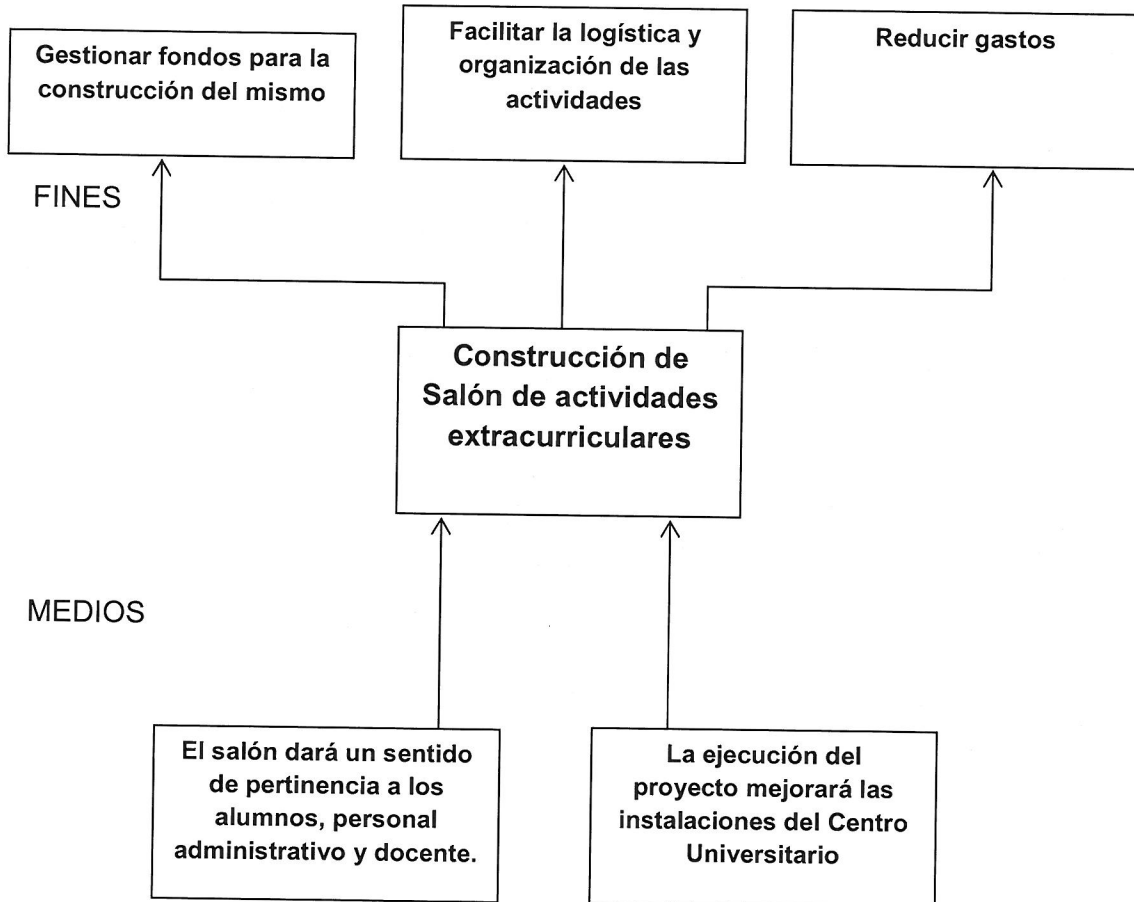 Gestionar fondos para la
construcción del mismo
Facilitar la logística y
organización de las
actividades
Reducir gastos
FINES
Construcción de
Salón de actividades
extracurriculares
MEDIOS
El salón dará un sentido
de pertinencia a los
alumnos, personal
administrativo y docente.
La ejecución del
proyecto mejorará las
instalaciones del Centro
Universitario